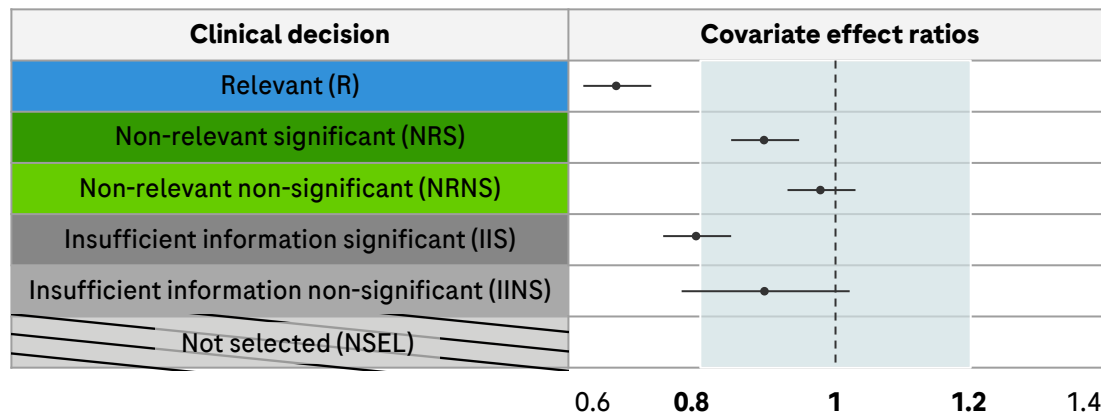 Clinical decision
Covariate effect ratios
Relevant (R)
Non-relevant significant (NRS)
Non-relevant non-significant (NRNS)
Insufficient information significant (IIS)
Insufficient information non-significant (IINS)
Not selected (NSEL)
0.6 0.8 1 1.2 1.4